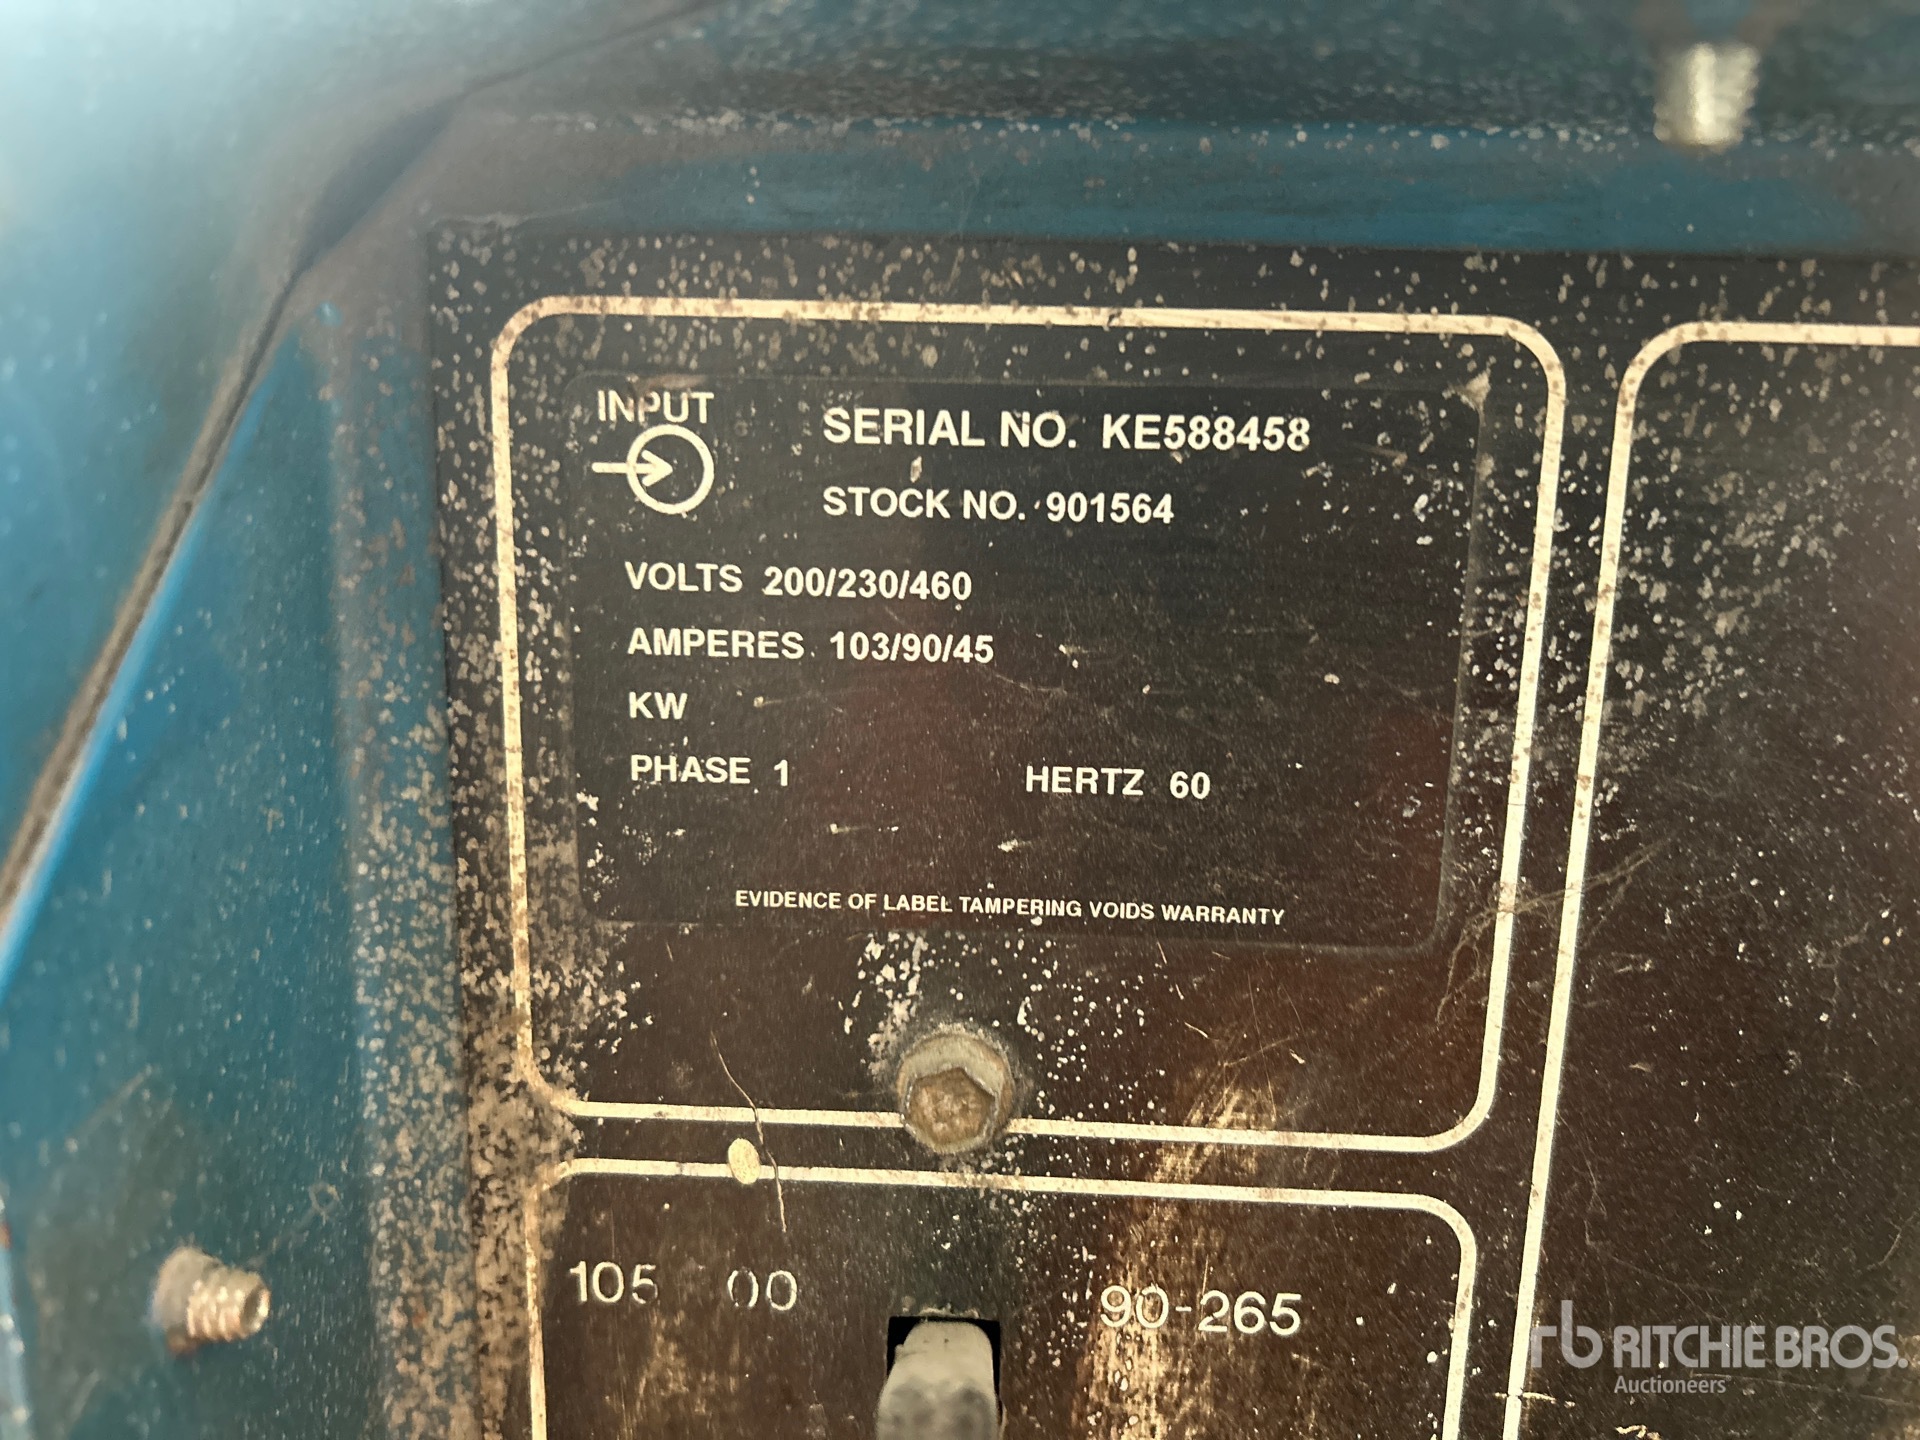 INPUT
SERIAL NO. KE588458
STOCK NO. 901564
VOLTS 200/230/460
AMPERES 103/90/45
KW
PHASE 1 HERTZ 60
EVIDENCE OF LABEL TAMPERING VOIDS WARRANTY
105 00 90-265
rb RITCHIE BROS.
Auctioneers